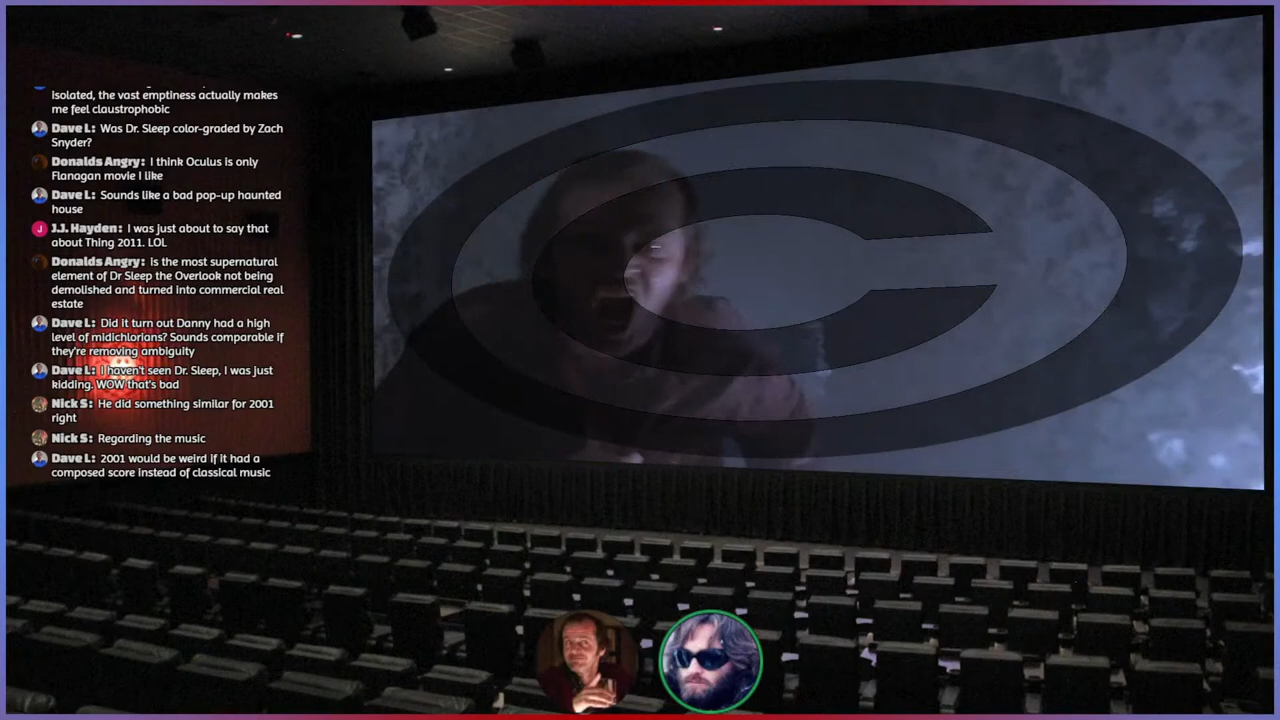 isolated, the vast emptiness actually makes
me feel claustrophobic
Dave L: Was Dr. Sleep color-graded by Zach
Snyder?
Donalds Angry: I think Oculus is only
Flanagan movie I like
Dave L: Sounds like a bad pop-up haunted
house
J J.J. Hayden: I was just about to say that
about Thing 2011. LOL
Donalds Angry: Is the most supernatural
element of Dr Sleep the Overlook not being
demolished and turned into commercial real
estate
Dave L: Did it turn out Danny had a high
level of midichlorians? Sounds comparable if
they're removing ambiguity
Dave L: I haven't seen Dr. Sleep, I was just
kidding. WOW that's bad
Nick S: He did something similar for 2001
right
Nick S: Regarding the music
Dave L: 2001 would be weird if it had a
composed score instead of classical music